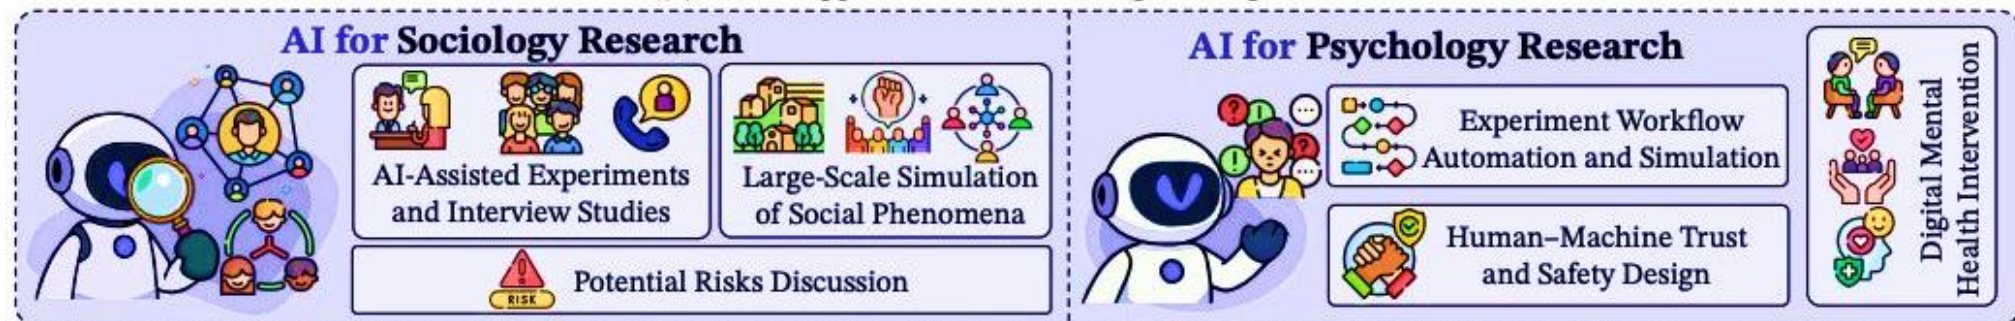 AI for Sociology Research
AI-Assisted Experiments
and Interview Studies
Large-Scale Simulation
of Social Phenomena
RISK
Potential Risks Discussion
AI for Psychology Research
Experiment Workflow
Automation and Simulation
Human–Machine Trust
and Safety Design
Digital Mental
Health Intervention